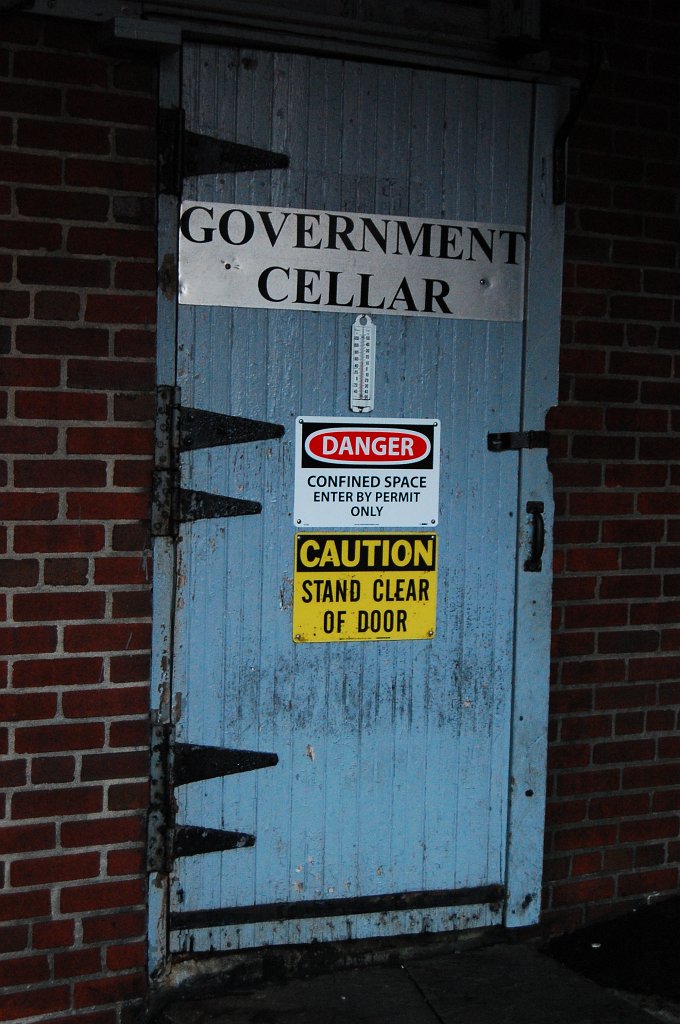 GOVERNMENT
CELLAR
DANGER
CONFINED SPACE
ENTER BY PERMIT
ONLY
CAUTION
STAND CLEAR
OF DOOR